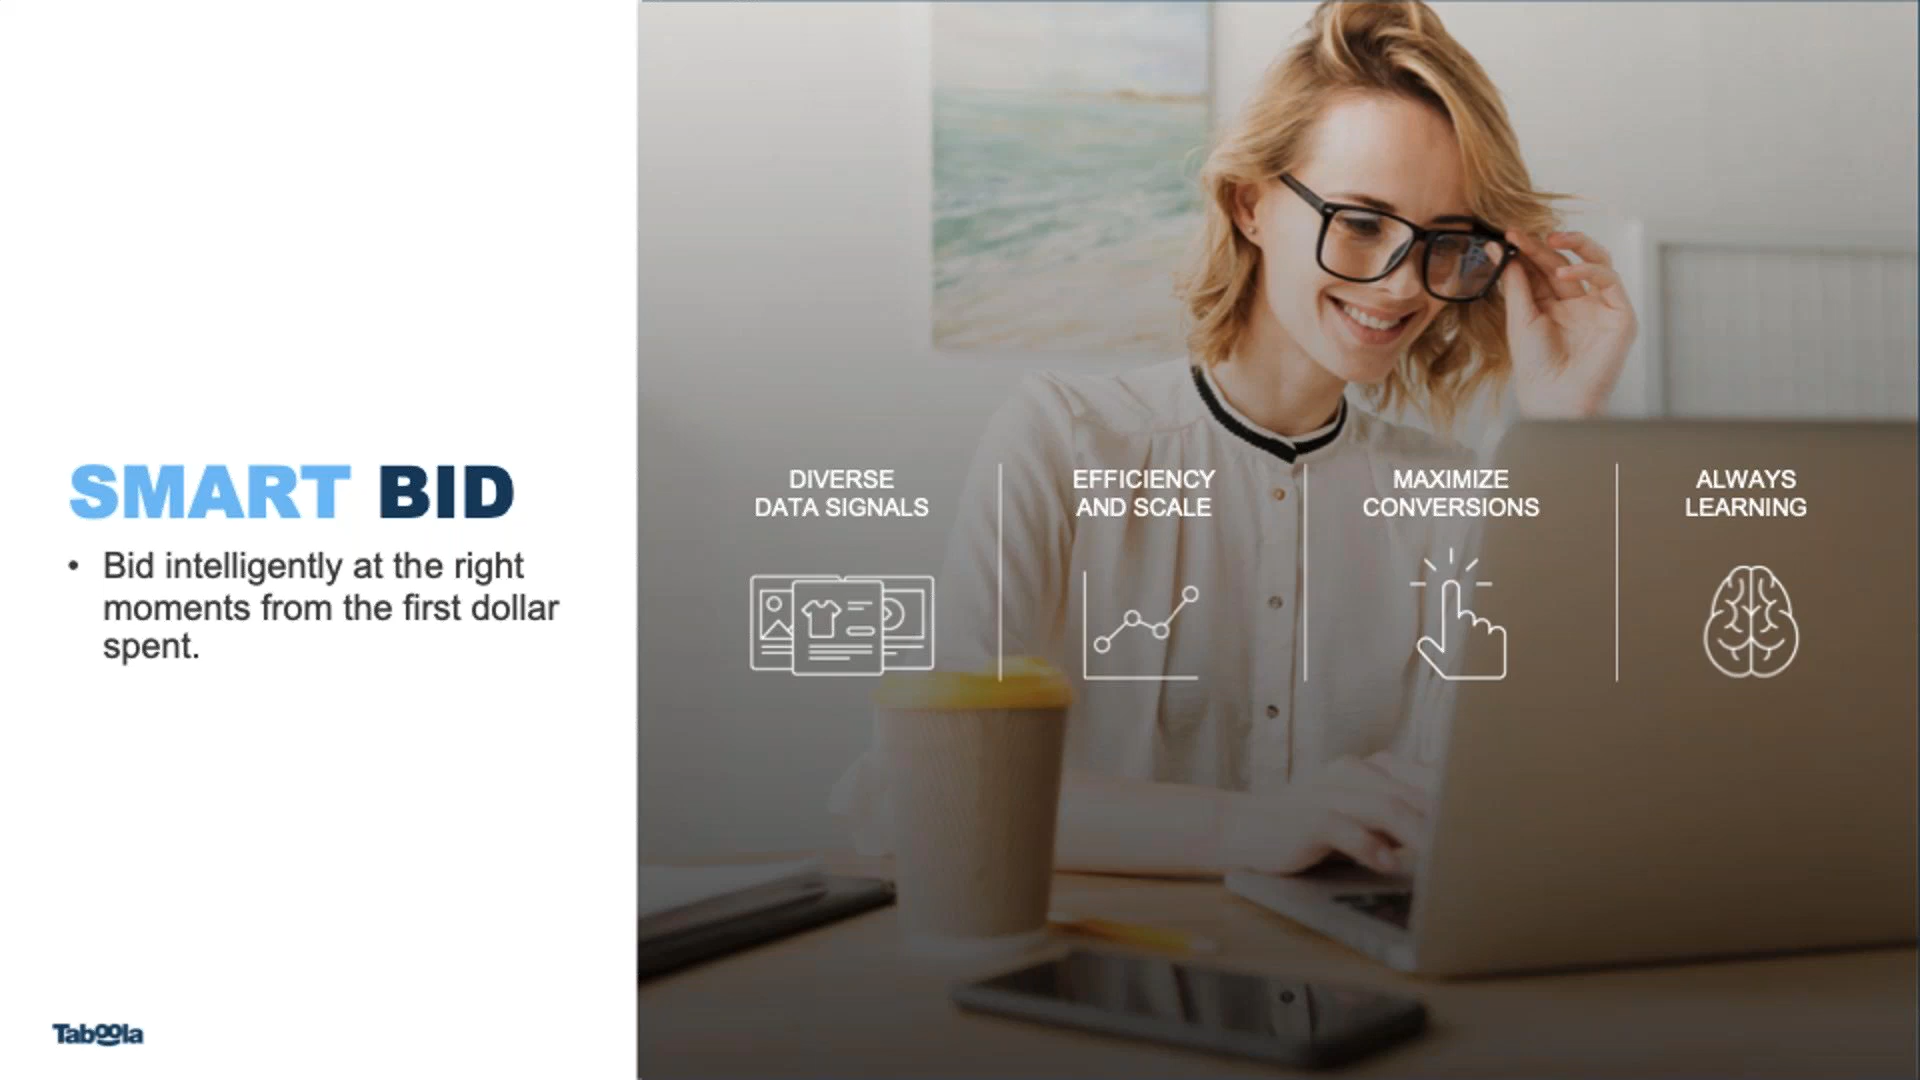 SMART BID
• Bid intelligently at the right
moments from the first dollar
spent.
DIVERSE
DATA SIGNALS
EFFICIENCY
AND SCALE
MAXIMIZE
CONVERSIONS
ALWAYS
LEARNING
Taboola